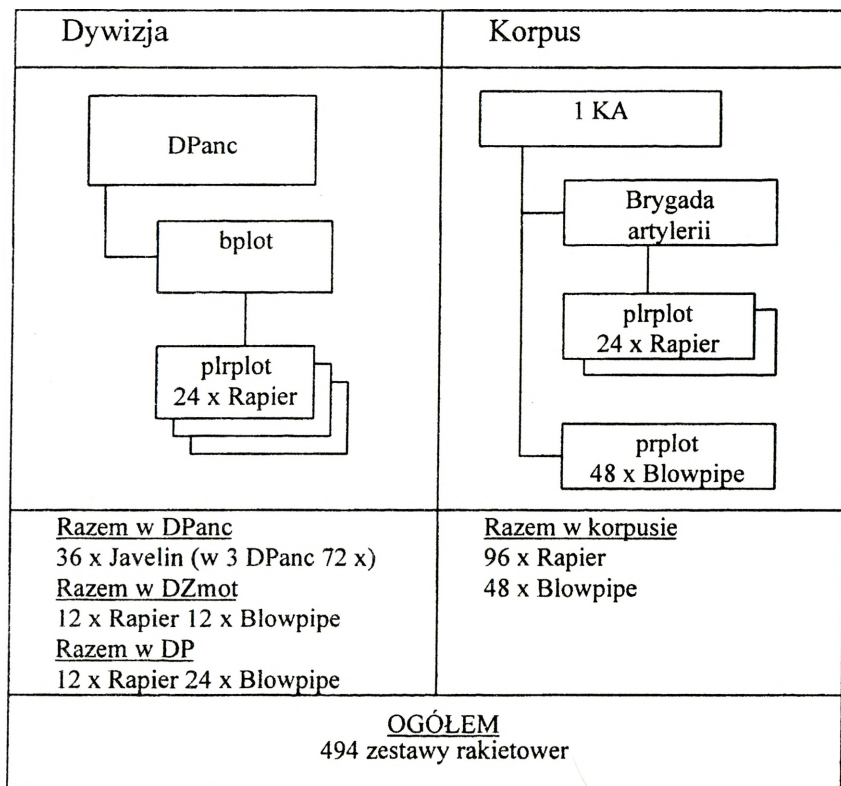 Dywizja
Korpus
DPanc
bplot
plrplot
24 x Rapier
1 KA
Brygada
artylerii
plrplot
24 x Rapier
prplot
48 x Blowpipe
Razem w DPanc
36 x Javelin (w 3 DPanc 72 x)
Razem w DZmot
12 x Rapier 12 x Blowpipe
Razem w DP
12 x Rapier 24 x Blowpipe
Razem w korpusie
96 x Rapier
48 x Blowpipe
OGÓŁEM
494 zestawy rakietower